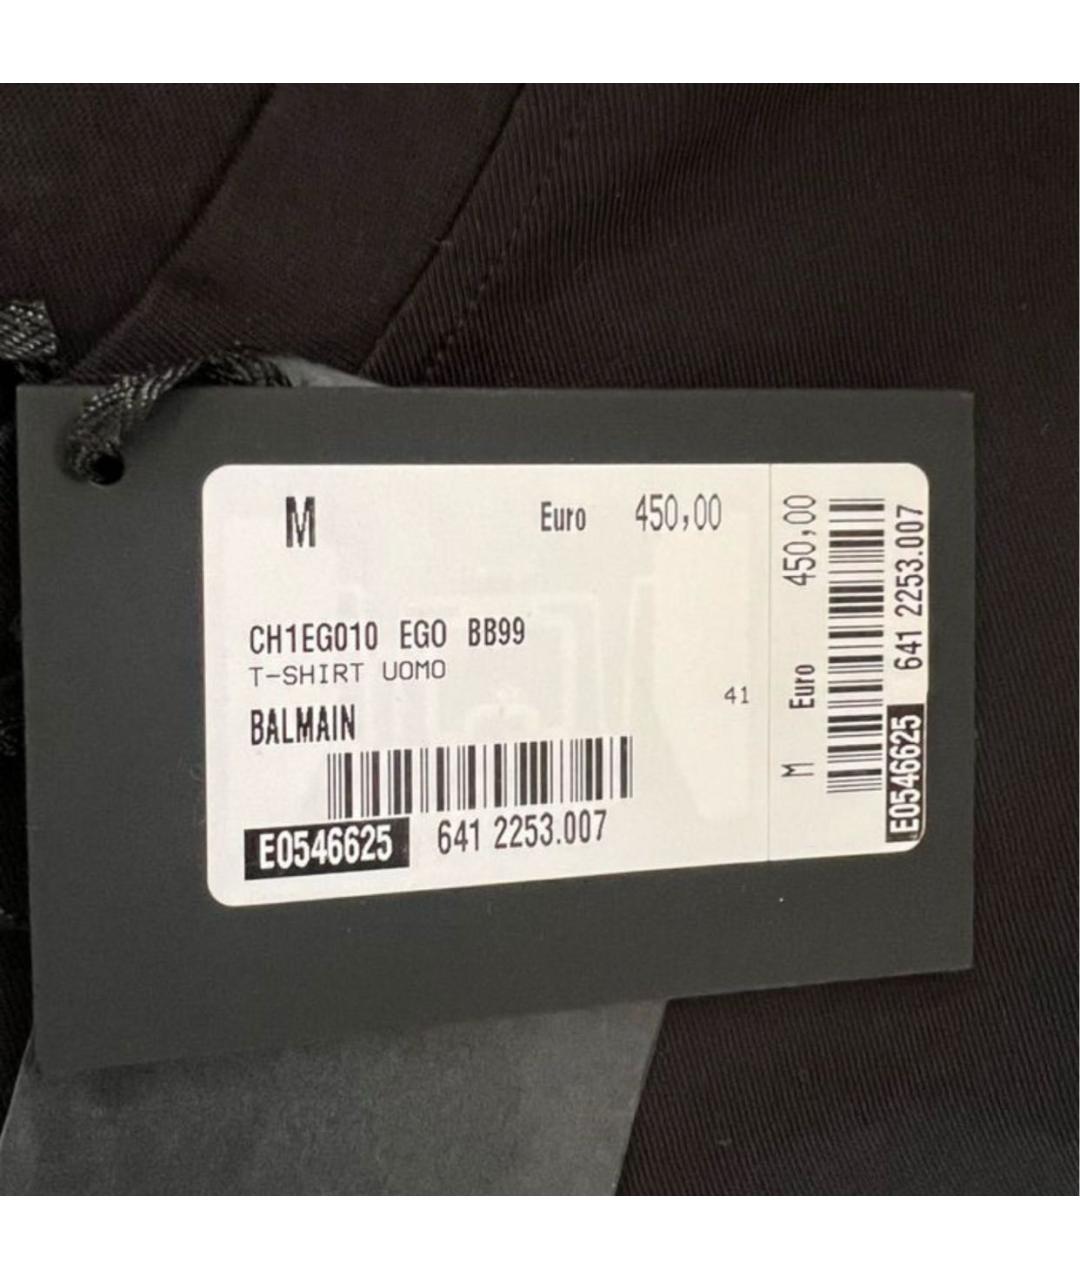 M Euro 450,00
CH1EG010 EGO BB99
T-SHIRT UOMO
41
BALMAIN
E0546625 641 2253.007
M Euro 450,00
E0546625 641 2253.007